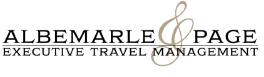 ALBEMARLE & PAGE
EXECUTIVE TRAVEL MANAGEMENT